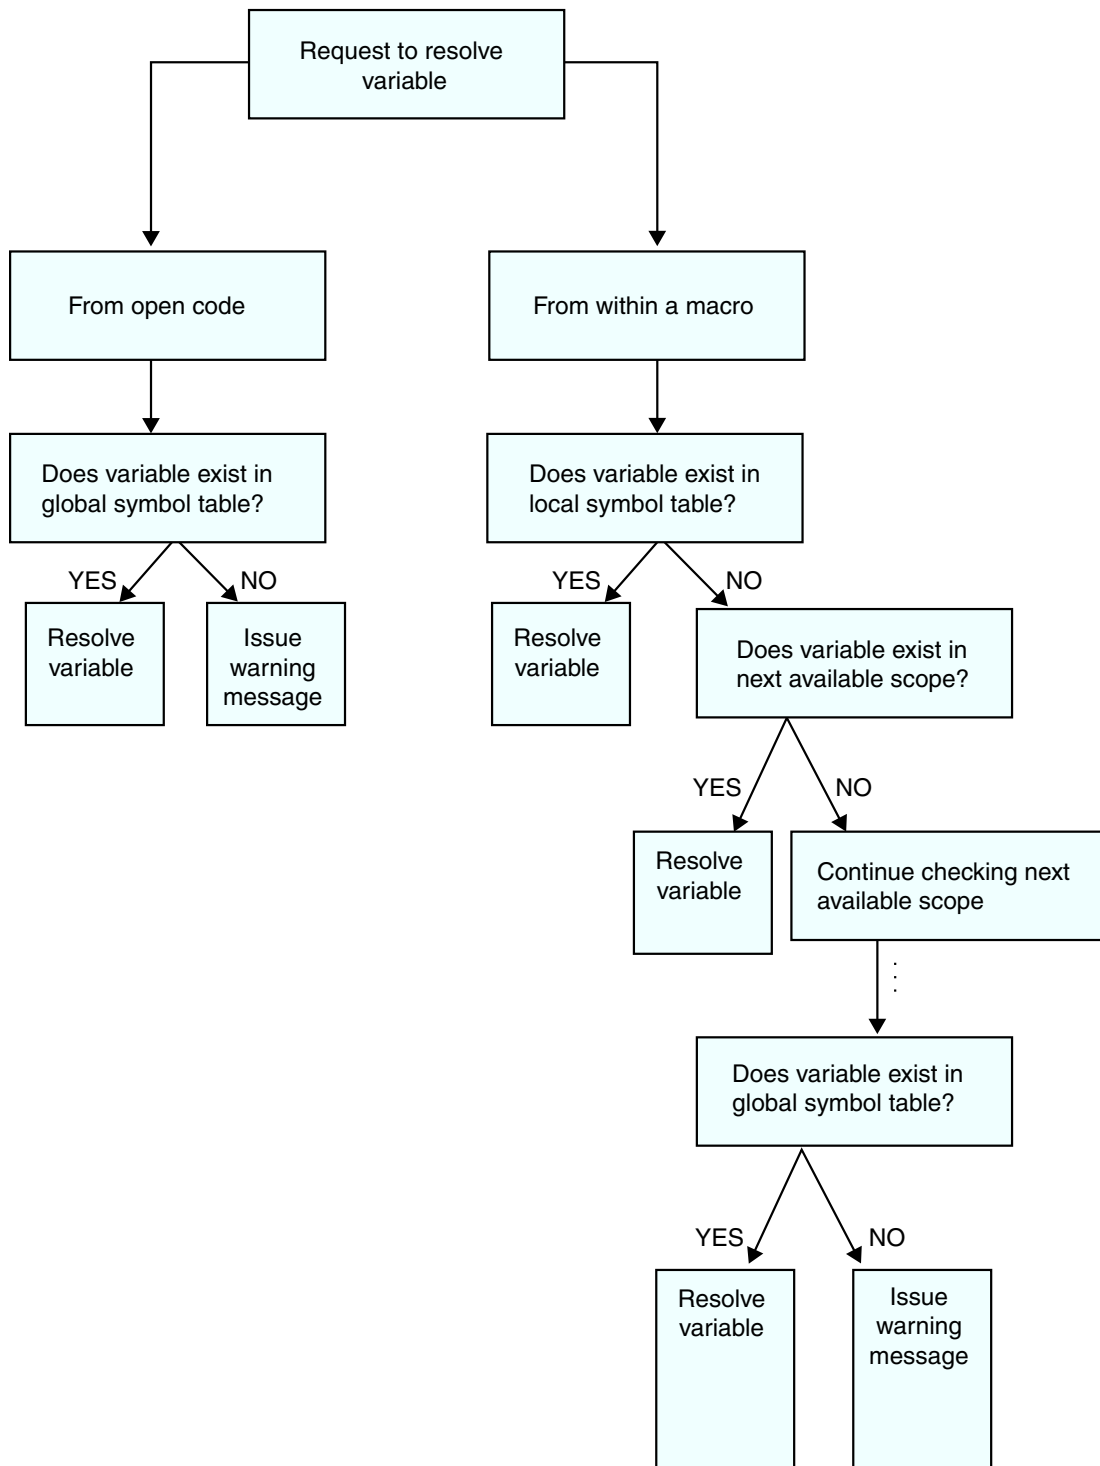 Request to resolve
variable
From open code
From within a macro
Does variable exist in
global symbol table?
Does variable exist in
local symbol table?
YES
NO
YES
NO
Resolve
variable
Issue
warning
message
Resolve
variable
Does variable exist in
next available scope?
YES
NO
Resolve
variable
Continue checking next
available scope
...
Does variable exist in
global symbol table?
YES
NO
Resolve
variable
Issue
warning
message